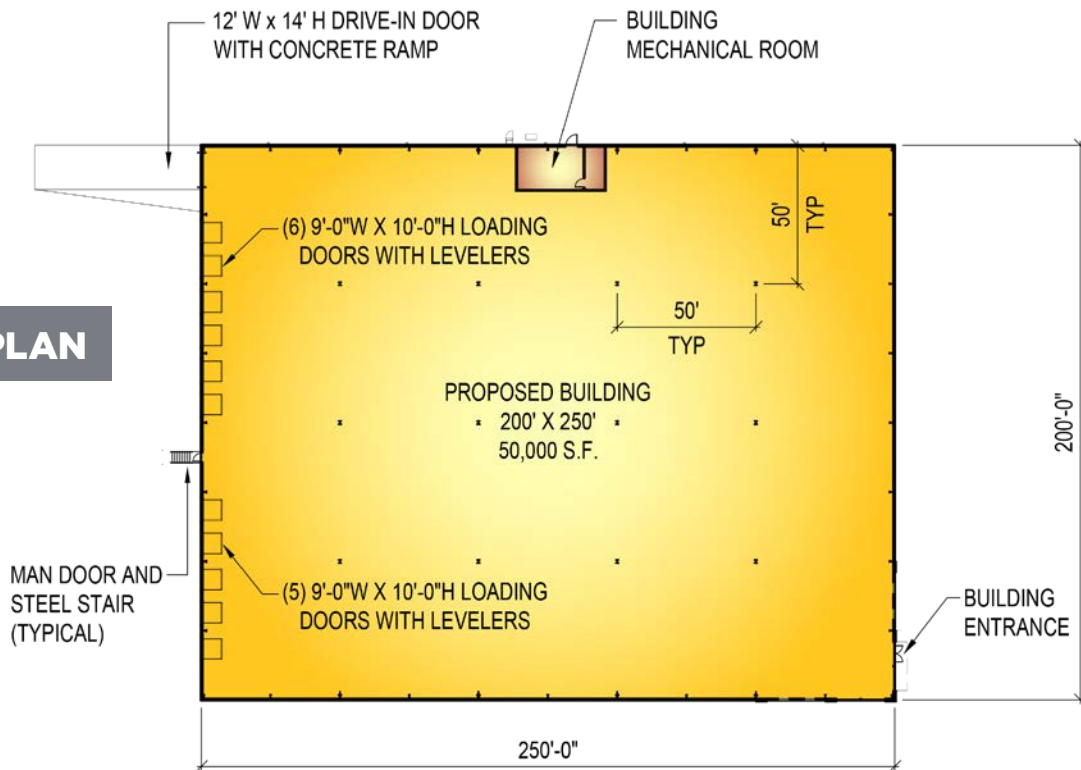 12' W x 14' H DRIVE-IN DOOR
WITH CONCRETE RAMP
BUILDING
MECHANICAL ROOM
(6) 9'-0"W X 10'-0"H LOADING
DOORS WITH LEVELERS
50'
TYP
50'
TYP
PLAN
PROPOSED BUILDING
200' X 250'
50,000 S.F.
200'-0"
MAN DOOR AND
STEEL STAIR
(TYPICAL)
(5) 9'-0"W X 10'-0"H LOADING
DOORS WITH LEVELERS
BUILDING
ENTRANCE
250'-0"